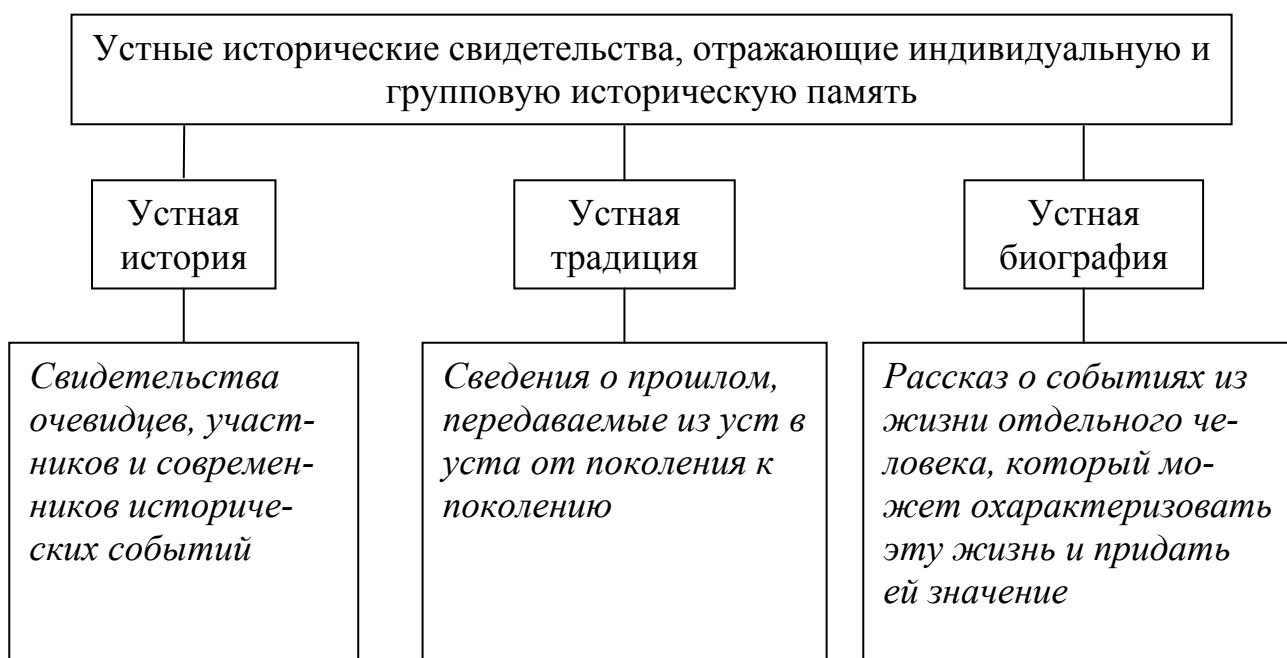 Устные исторические свидетельства, отражающие индивидуальную и
групповую историческую память
Устная
история
Устная
традиция
Устная
биография
Свидетельства
очевидцев, участ-
ников и современ-
ников историче-
ских событий
Сведения о прошлом,
передаваемые из уст в
уста от поколения к
поколению
Рассказ о событиях из
жизни отдельного че-
ловека, который мо-
жет охарактеризовать
эту жизнь и придать
ей значение